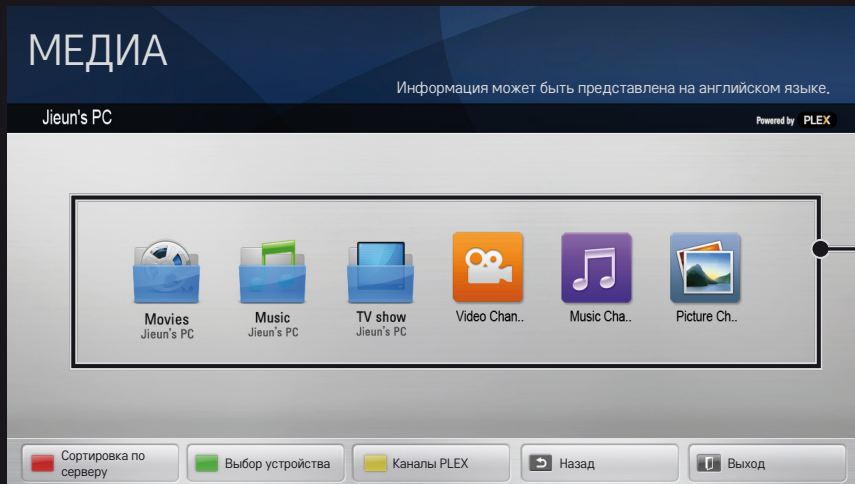 МЕДИА
Информация может быть представлена на английском языке.
Jieun's PC
Powered by PLEX
Movies
Jieun's PC
Music
Jieun's PC
TV show
Jieun's PC
Video Chan..
Music Cha..
Picture Ch..
Сортировка по
серверу
Выбор устройства
Каналы PLEX
Назад
Выход